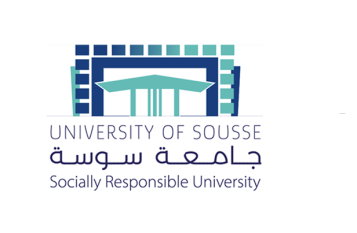 UNIVERSITY OF SOUSSE
جامعة سوسة
Socially Responsible University